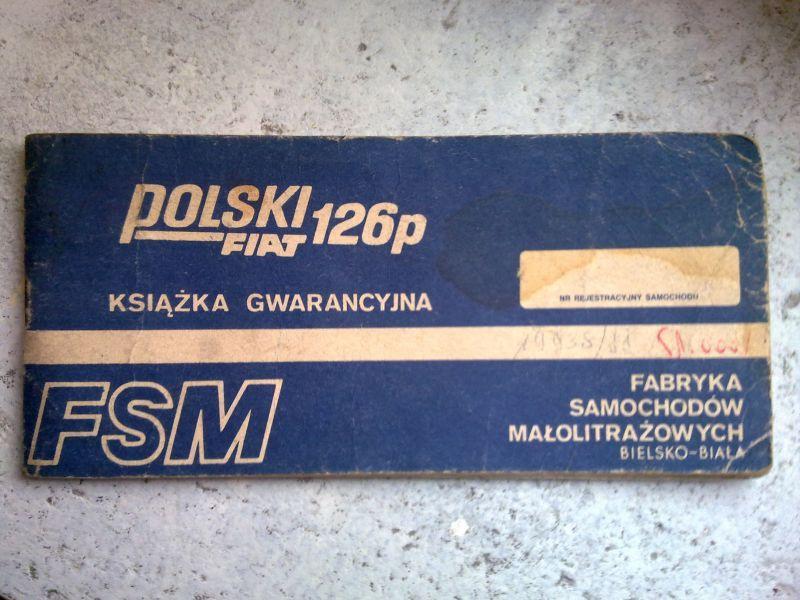 POLSKI
FIAT 126p
KSIĄŻKA GWARANCYJNA
NR REJESTRACYJNY SAMOCHODU
FSM
FABRYKA
SAMOCHODÓW
MAŁOLITRAŻOWYCH
BIELSKO-BIAŁA